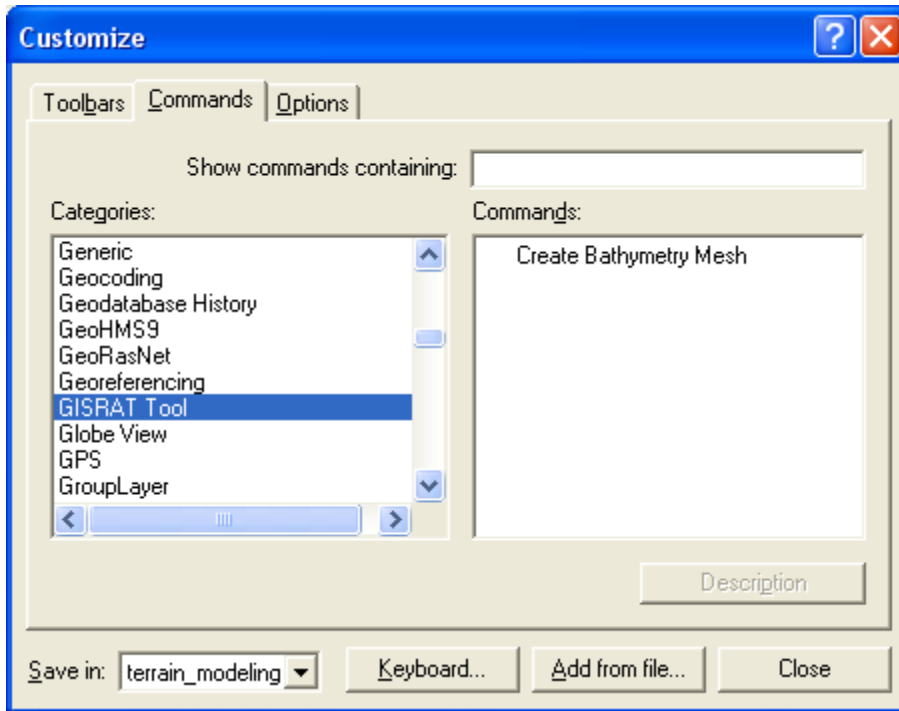 Customize
Toolbars Commands Options
Show commands containing:
Categories:
Commands:
Generic
Geocoding
Geodatabase History
GeoHMS9
GeoRasNet
Georeferencing
GISRAT Tool
Globe View
GPS
GroupLayer
Create Bathymetry Mesh
Description
Save in: terrain_modeling Keyboard... Add from file... Close